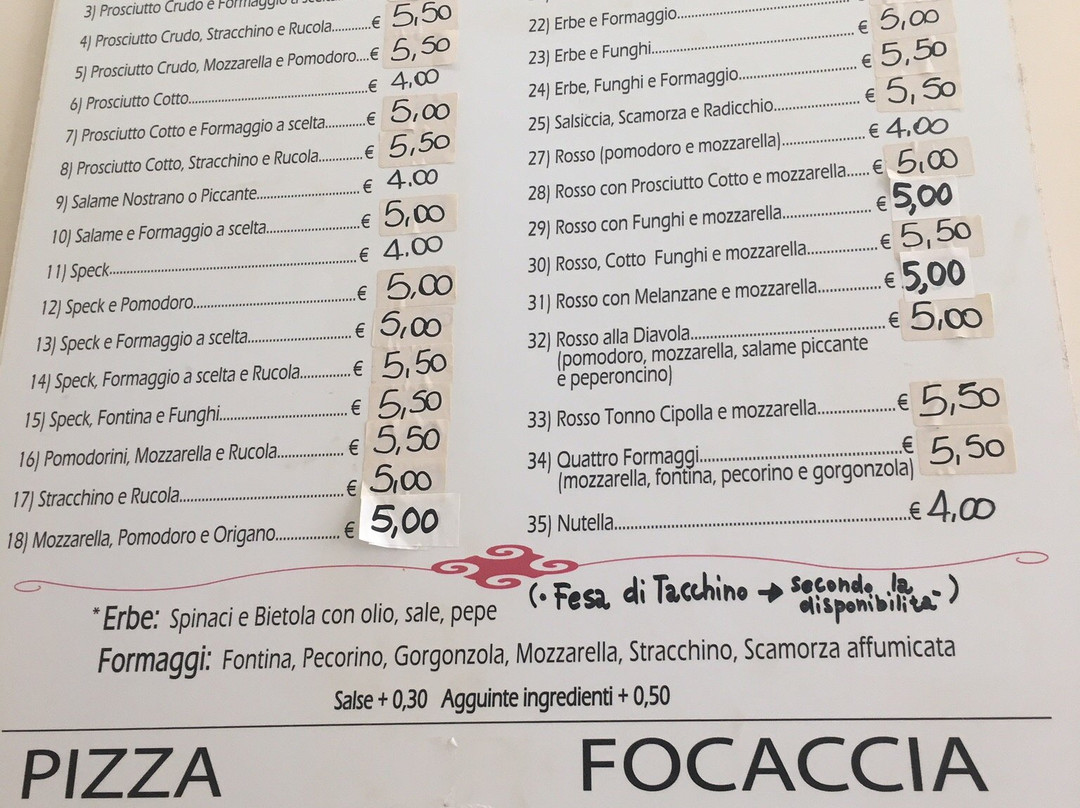 3) Prosciutto Crudo e Formaggio a scelta.......€ 5,50
4) Prosciutto Crudo, Stracchino e Rucola.........€ 5,50
5) Prosciutto Crudo, Mozzarella e Pomodoro....€ 5,50
6) Prosciutto Cotto.............................................€ 4,00
7) Prosciutto Cotto e Formaggio a scelta..........€ 5,00
8) Prosciutto Cotto, Stracchino e Rucola...........€ 5,50
9) Salame Nostrano o Piccante..........................€ 4.00
10) Salame e Formaggio a scelta.......................€ 5,00
11) Speck..............................................................€ 4.00
12) Speck e Pomodoro.........................................€ 5,00
13) Speck e Formaggio a scelta..........................€ 5,00
14) Speck, Formaggio a scelta e Rucola............€ 5,50
15) Speck, Fontina e Funghi................................€ 5,50
16) Pomodorini, Mozzarella e Rucola................€ 5,50
17) Stracchino e Rucola.......................................€ 5,00
18) Mozzarella, Pomodoro e Origano................€ 5,00
22) Erbe e Formaggio...........................................€ 5,00
23) Erbe e Funghi.................................................€ 5,50
24) Erbe, Funghi e Formaggio.............................€ 5,50
25) Salsiccia, Scamorza e Radicchio....................€ 5,50
27) Rosso (pomodoro e mozzarella)....................€ 4,00
28) Rosso con Prosciutto Cotto e mozzarella......€ 5,00
29) Rosso con Funghi e mozzarella......................€ 5,00
30) Rosso, Cotto Funghi e mozzarella..................€ 5,50
31) Rosso con Melanzane e mozzarella...............€ 5,00
32) Rosso alla Diavola...........................................€ 5,00
(pomodoro, mozzarella, salame piccante
e peperoncino)
33) Rosso Tonno Cipolla e mozzarella.................€ 5,50
34) Quattro Formaggi...........................................€ 5,50
(mozzarella, fontina, pecorino e gorgonzola)
35) Nutella.............................................................€ 4,00
(• Fesa di Tacchino → secondo la disponibilità)
*Erbe: Spinaci e Bietola con olio, sale, pepe
Formaggi: Fontina, Pecorino, Gorgonzola, Mozzarella, Stracchino, Scamorza affumicata
Salse + 0,30 Agguinte ingredienti + 0,50
PIZZA FOCACCIA